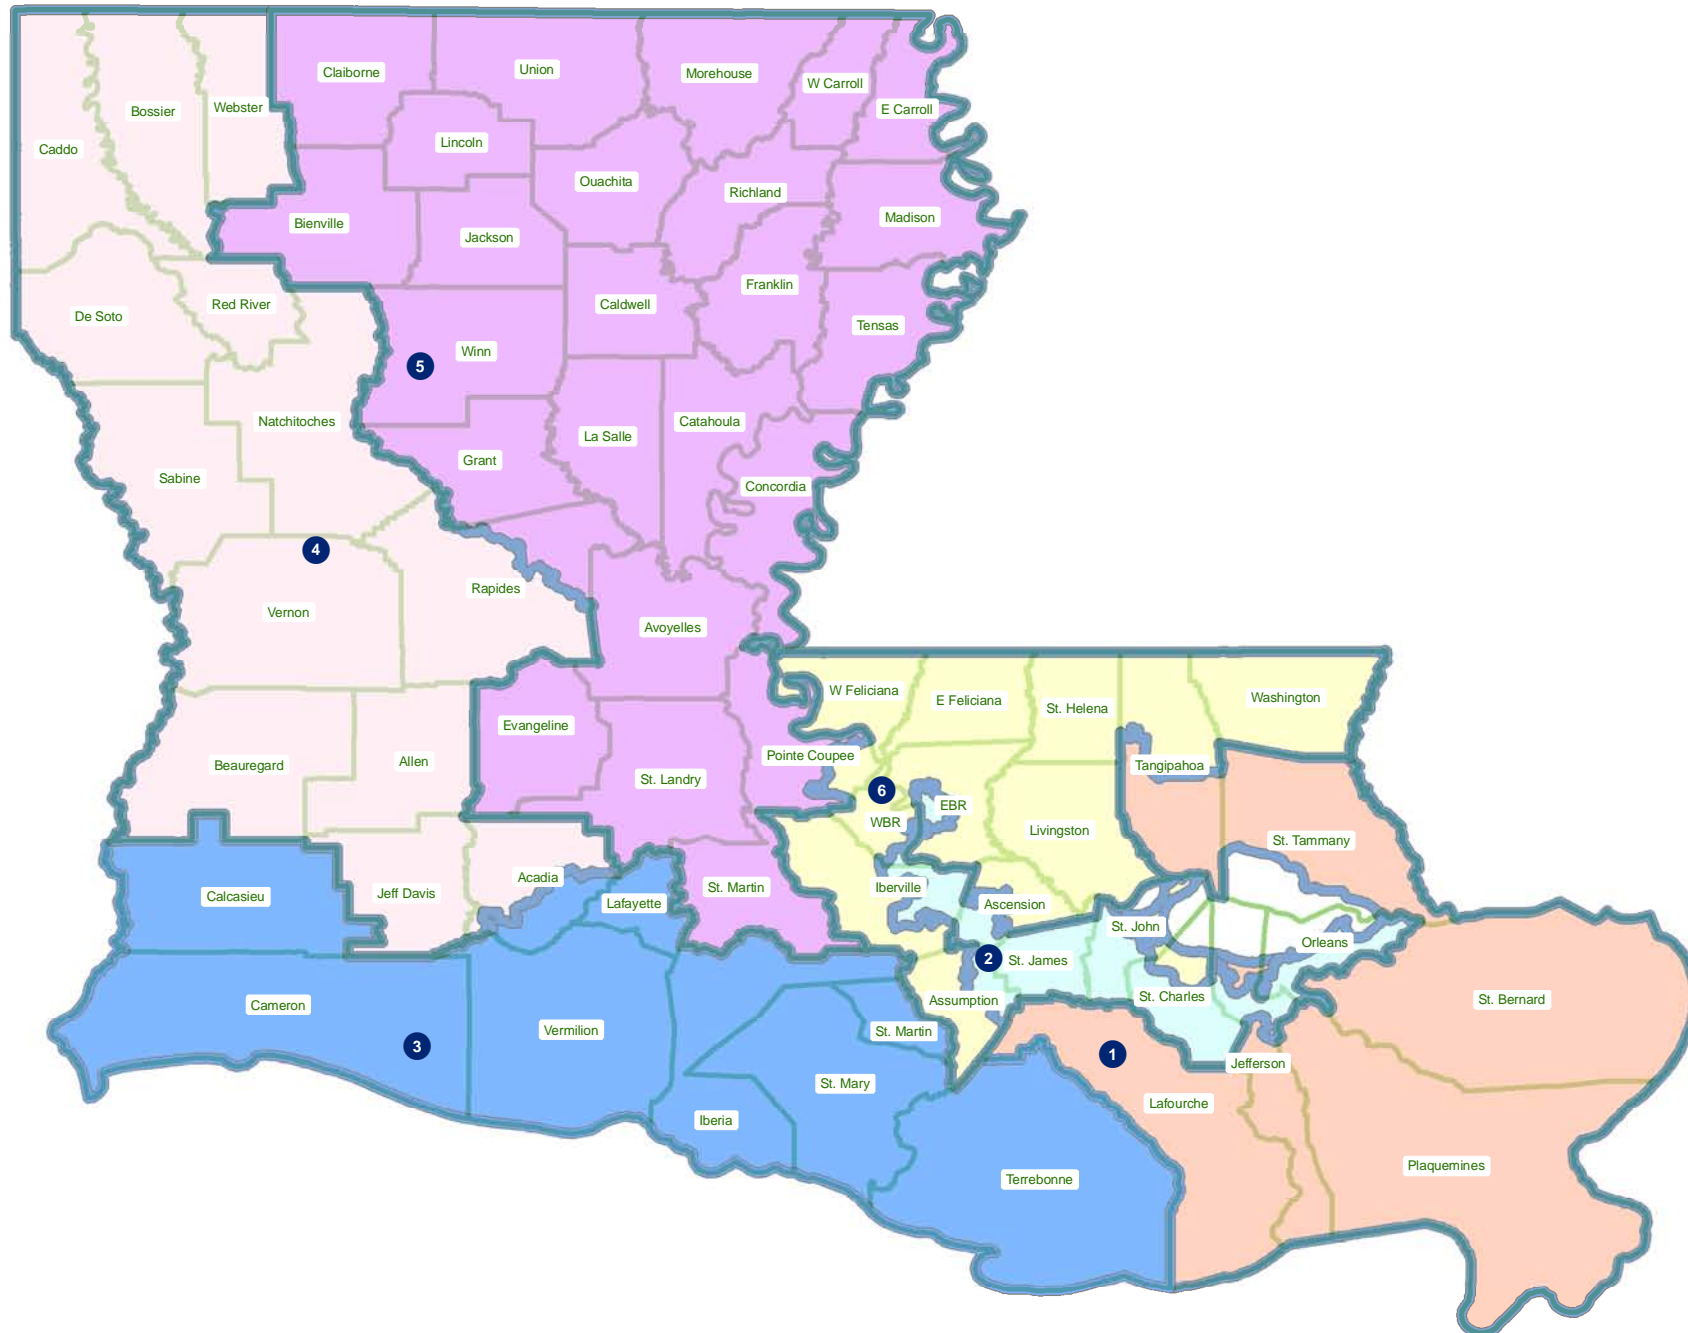 Claiborne
Union
Morehouse
W Carroll
E Carroll
Webster
Bossier
Caddo
Lincoln
Ouachita
Richland
Madison
Bienville
Jackson
Franklin
Caldwell
Red River
De Soto
Tensas
Winn
5
Natchitoches
Catahoula
La Salle
Grant
Sabine
Concordia
4
Rapides
Vernon
Avoyelles
W Feliciana
E Feliciana
St. Helena
Washington
Evangeline
Pointe Coupee
Tangipahoa
Beauregard
Allen
St. Landry
6
EBR
WBR
Livingston
St. Tammany
Acadia
St. Martin
Iberville
Calcasieu
Jeff Davis
Lafayette
Ascension
St. John
Orleans
2
St. James
St. Charles
Assumption
St. Bernard
Cameron
Vermilion
St. Martin
3
1
Jefferson
St. Mary
Lafourche
Iberia
Plaquemines
Terrebonne